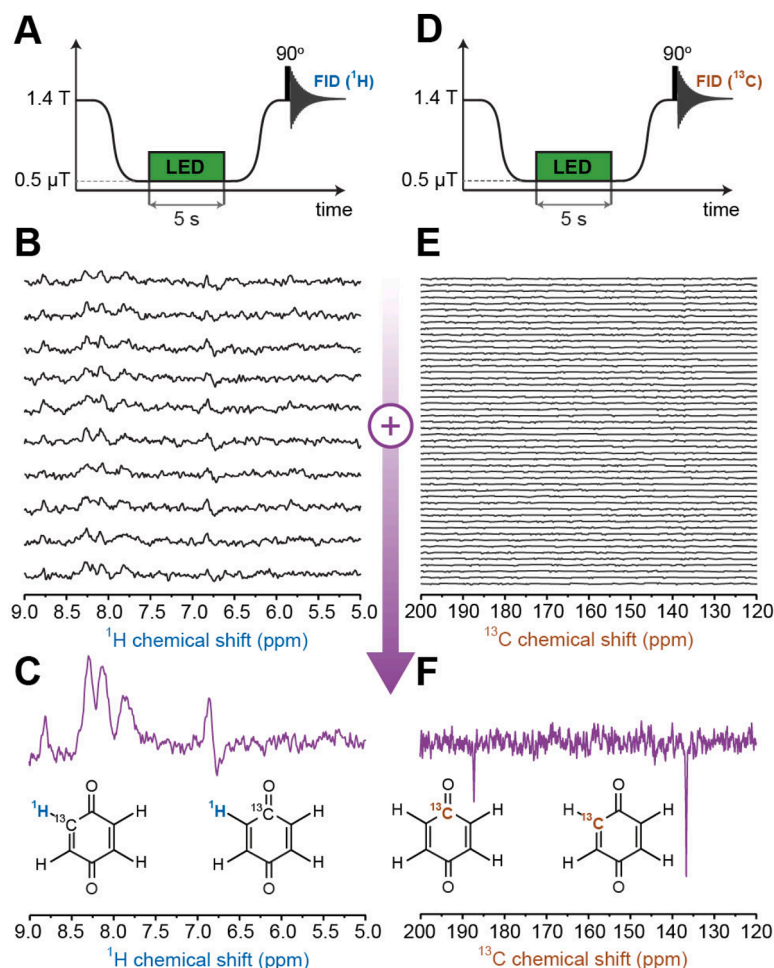 A
90°
FID (¹H)
1.4 T
LED
0.5 µT
5 s
time
D
90°
FID (¹³C)
1.4 T
LED
0.5 µT
5 s
time
B
9.0 8.5 8.0 7.5 7.0 6.5 6.0 5.5 5.0
¹H chemical shift (ppm)
+
E
200 190 180 170 160 150 140 130 120
¹³C chemical shift (ppm)
C
O
¹H
¹³C
H
H
H
O
O
¹H
¹³C
H
H
H
O
9.0 8.5 8.0 7.5 7.0 6.5 6.0 5.5 5.0
¹H chemical shift (ppm)
F
O
¹³C
H
H
H
H
O
O
H
¹³C
H
H
H
O
200 190 180 170 160 150 140 130 120
¹³C chemical shift (ppm)